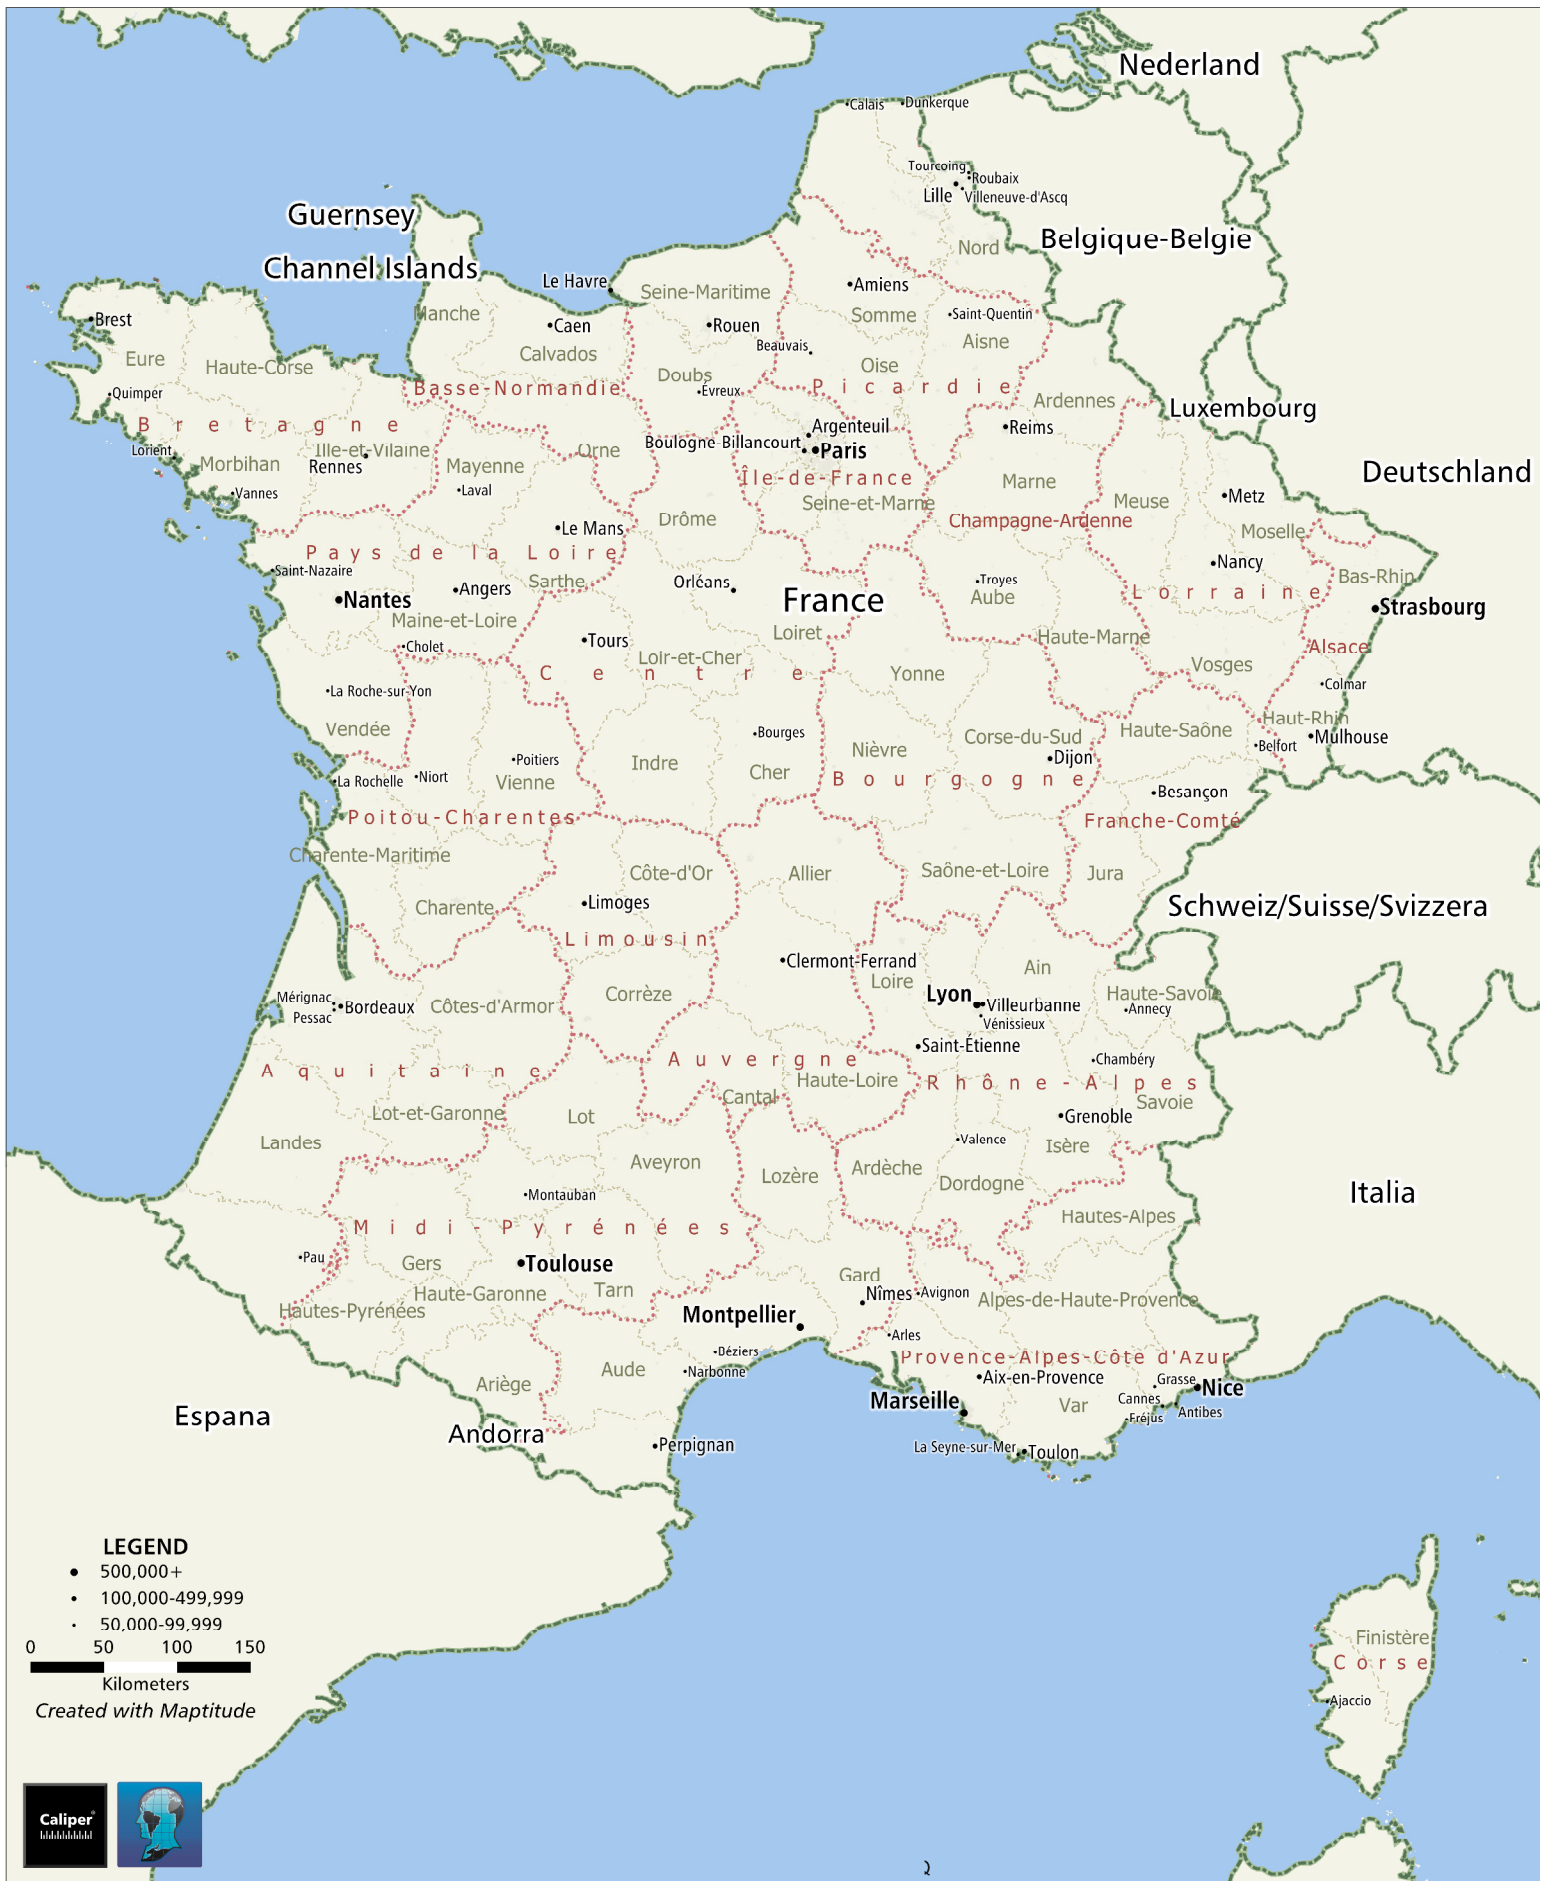 Nederland
Calais
Dunkerque
Tourcoing
Roubaix
Lille
Villeneuve-d'Ascq
Guernsey
Belgique-Belgie
Nord
Channel Islands
Le Havre
Seine-Maritime
Amiens
Manche
Somme
Saint-Quentin
Brest
Caen
Rouen
Beauvais
Aisne
Eure
Haute-Corse
Calvados
Oise
Doubs
Évreux
Basse-Normandie
Picardie
Quimper
Ardennes
Luxembourg
Bretagne
Argenteuil
Reims
Boulogne-Billancourt
Paris
Lorient
Ille-et-Vilaine
Orne
Morbihan
Rennes
Mayenne
Deutschland
Île-de-France
Marne
Vannes
Laval
Seine-et-Marne
Meuse
Metz
Drôme
Champagne-Ardenne
Le Mans
Moselle
Pays de la Loire
Saint-Nazaire
Nancy
Sarthe
Orléans
Troyes
Bas-Rhin
Angers
Nantes
France
Aube
Lorraine
Strasbourg
Maine-et-Loire
Loiret
Haute-Marne
Cholet
Tours
Alsace
Loir-et-Cher
Vosges
Centre
Yonne
La Roche-sur-Yon
Colmar
Vendée
Bourges
Haute-Saône
Haut-Rhin
Corse-du-Sud
Mulhouse
Nièvre
Belfort
Poitiers
Indre
Dijon
La Rochelle
Niort
Vienne
Cher
Bourgogne
Besançon
Poitou-Charentes
Franche-Comté
Charente-Maritime
Côte-d'Or
Allier
Saône-et-Loire
Jura
Charente
Limoges
Schweiz/Suisse/Svizzera
Limousin
Clermont-Ferrand
Ain
Loire
Mérignac
Bordeaux
Pessac
Côtes-d'Armor
Corrèze
Lyon
Villeurbanne
Vénissieux
Haute-Savoie
Annecy
Saint-Étienne
Auvergne
Chambéry
Aquitaine
Haute-Loire
Rhône-Alpes
Cantal
Savoie
Lot-et-Garonne
Lot
Grenoble
Landes
Valence
Isère
Aveyron
Lozère
Ardèche
Dordogne
Montauban
Italia
Midi-Pyrénées
Hautes-Alpes
Pau
Gers
Toulouse
Gard
Haute-Garonne
Tarn
Nîmes
Avignon
Alpes-de-Haute-Provence
Hautes-Pyrénées
Montpellier
Arles
Déziers
Provence-Alpes-Côte d'Azur
Aude
Narbonne
Aix-en-Provence
Grasse
Nice
Ariège
Marseille
Var
Cannes
Antibes
Fréjus
Espana
Andorra
Perpignan
La Seyne-sur-Mer
Toulon
LEGEND
500,000+
100,000-499,999
50,000-99,999
0 50 100 150
Kilometers
Created with Maptitude
Finistère
Corse
Ajaccio
Caliper